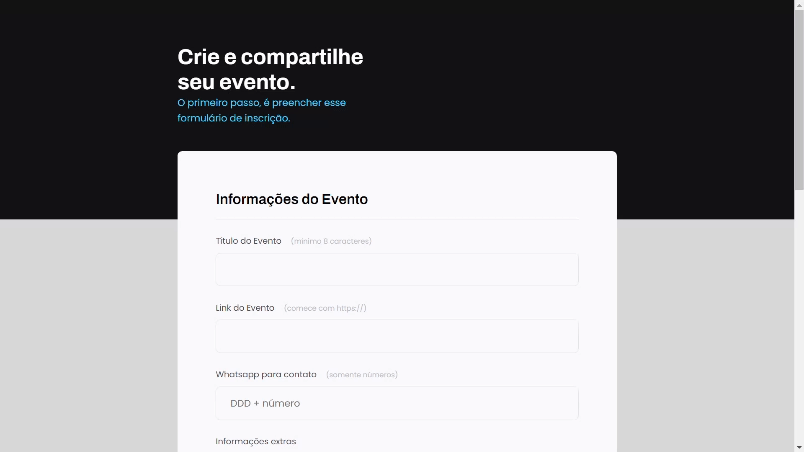 Crie e compartilhe
seu evento.
O primeiro passo, é preencher esse
formulário de inscrição.
Informações do Evento
Título do Evento (mínimo 8 caracteres)
Link do Evento (comece com https://)
Whatsapp para contato (somente números)
DDD + número
Informações extras